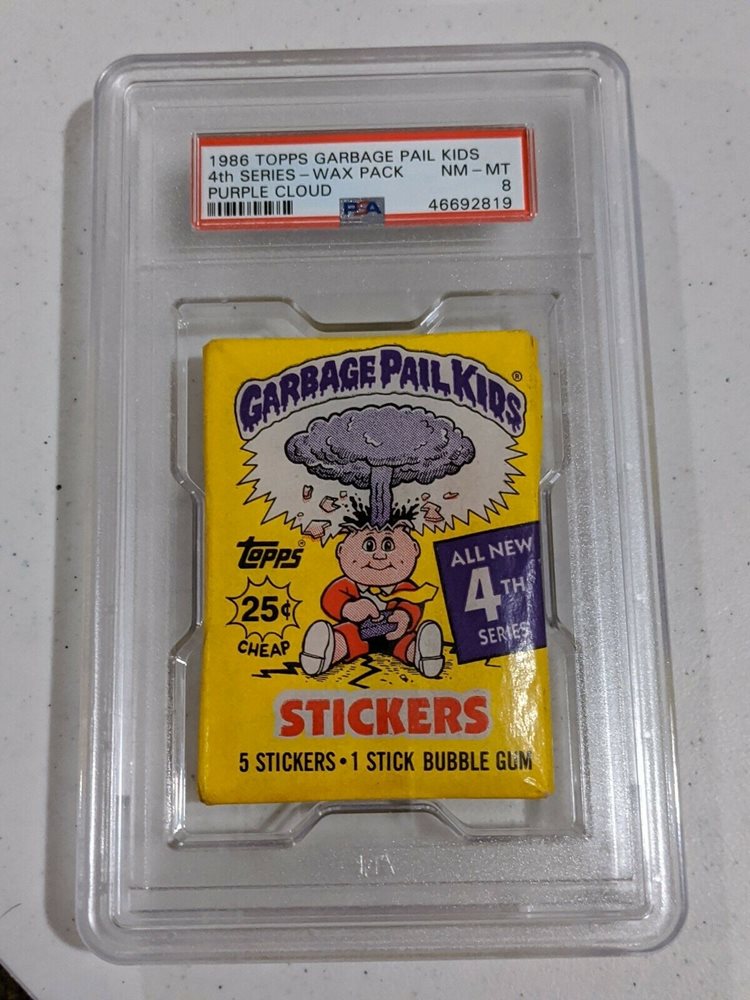 1986 TOPPS GARBAGE PAIL KIDS
4th SERIES - WAX PACK NM - MT
PURPLE CLOUD 8
PSA 46692819
GARBAGE PAIL KIDS®
topps®
25¢
CHEAP
ALL NEW
4TH
SERIES
STICKERS
5 STICKERS • 1 STICK BUBBLE GUM